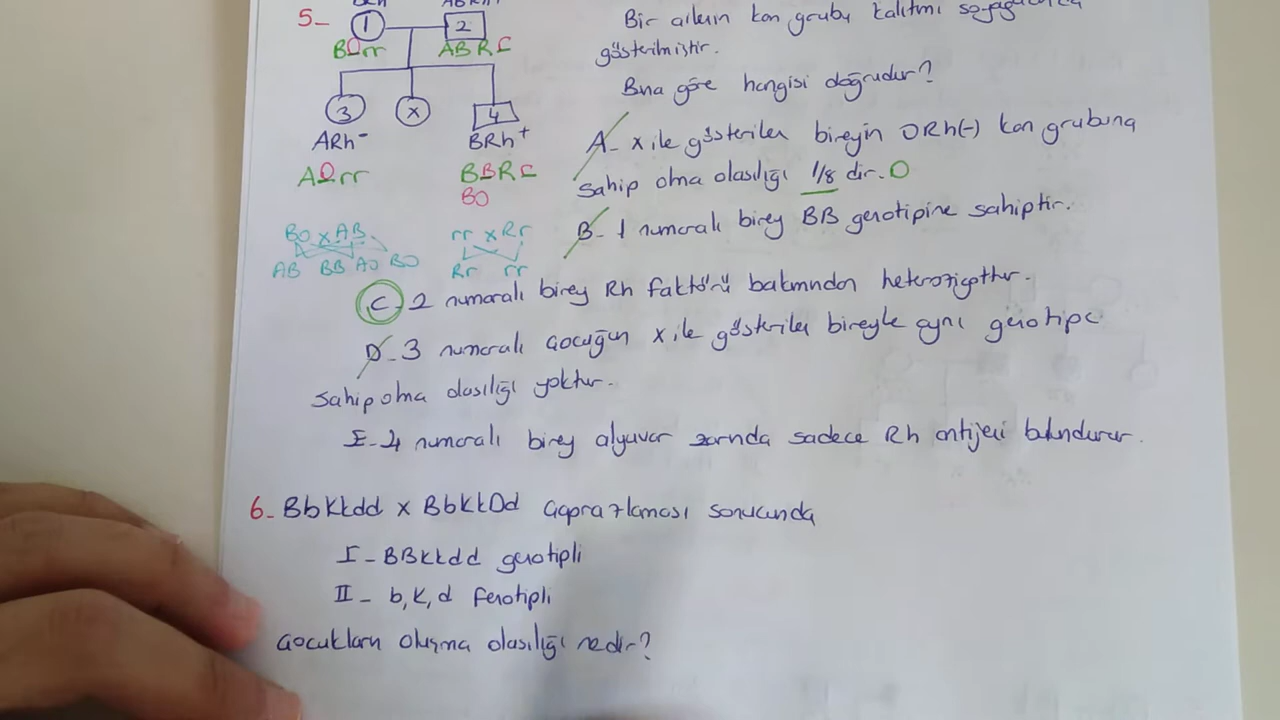 5-
1
2
Bir ailenin kan grubu kalıtımı
BOrr
ABRr
gösterilmiştir.
Buna göre hangisi doğrudur?
3
x
4
ARh-
BRh+
A- x ile gösterilen bireyin ORh(-) kan grubuna
AOrr
BBRr
sahip olma olasılığı 1/8 dir. O
BO
B- 1 numaralı birey BB genotipine sahiptir.
BO x AB
rr x Rr
AB BB AO BO
Rr rr
C 2 numaralı birey Rh faktörü bakımından heterozigottur.
D- 3 numaralı çocuğun x ile gösterilen bireyle aynı genotipe
sahip olma olasılığı yoktur.
E- 4 numaralı birey alyuvar zarında sadece Rh antijeni bulundurur.
6- BbKkdd x BbKkDd çaprazlaması sonucunda
I- BBkkdd genotipli
II- b,K,d fenotipli
çocukların oluşma olasılığı nedir?